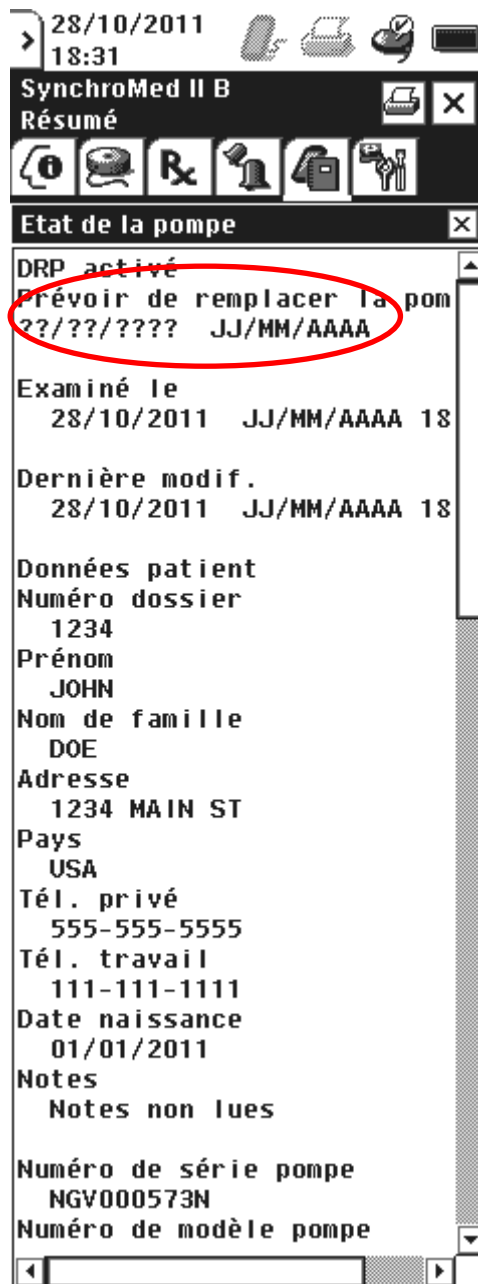 28/10/2011
18:31
SynchroMed II B
Résumé
Etat de la pompe
DRP activé
Prévoir de remplacer la pom
??/??/???? JJ/MM/AAAA
Examiné le
28/10/2011 JJ/MM/AAAA 18
Dernière modif.
28/10/2011 JJ/MM/AAAA 18
Données patient
Numéro dossier
1234
Prénom
JOHN
Nom de famille
DOE
Adresse
1234 MAIN ST
Pays
USA
Tél. privé
555-555-5555
Tél. travail
111-111-1111
Date naissance
01/01/2011
Notes
Notes non lues
Numéro de série pompe
NGV000573N
Numéro de modèle pompe